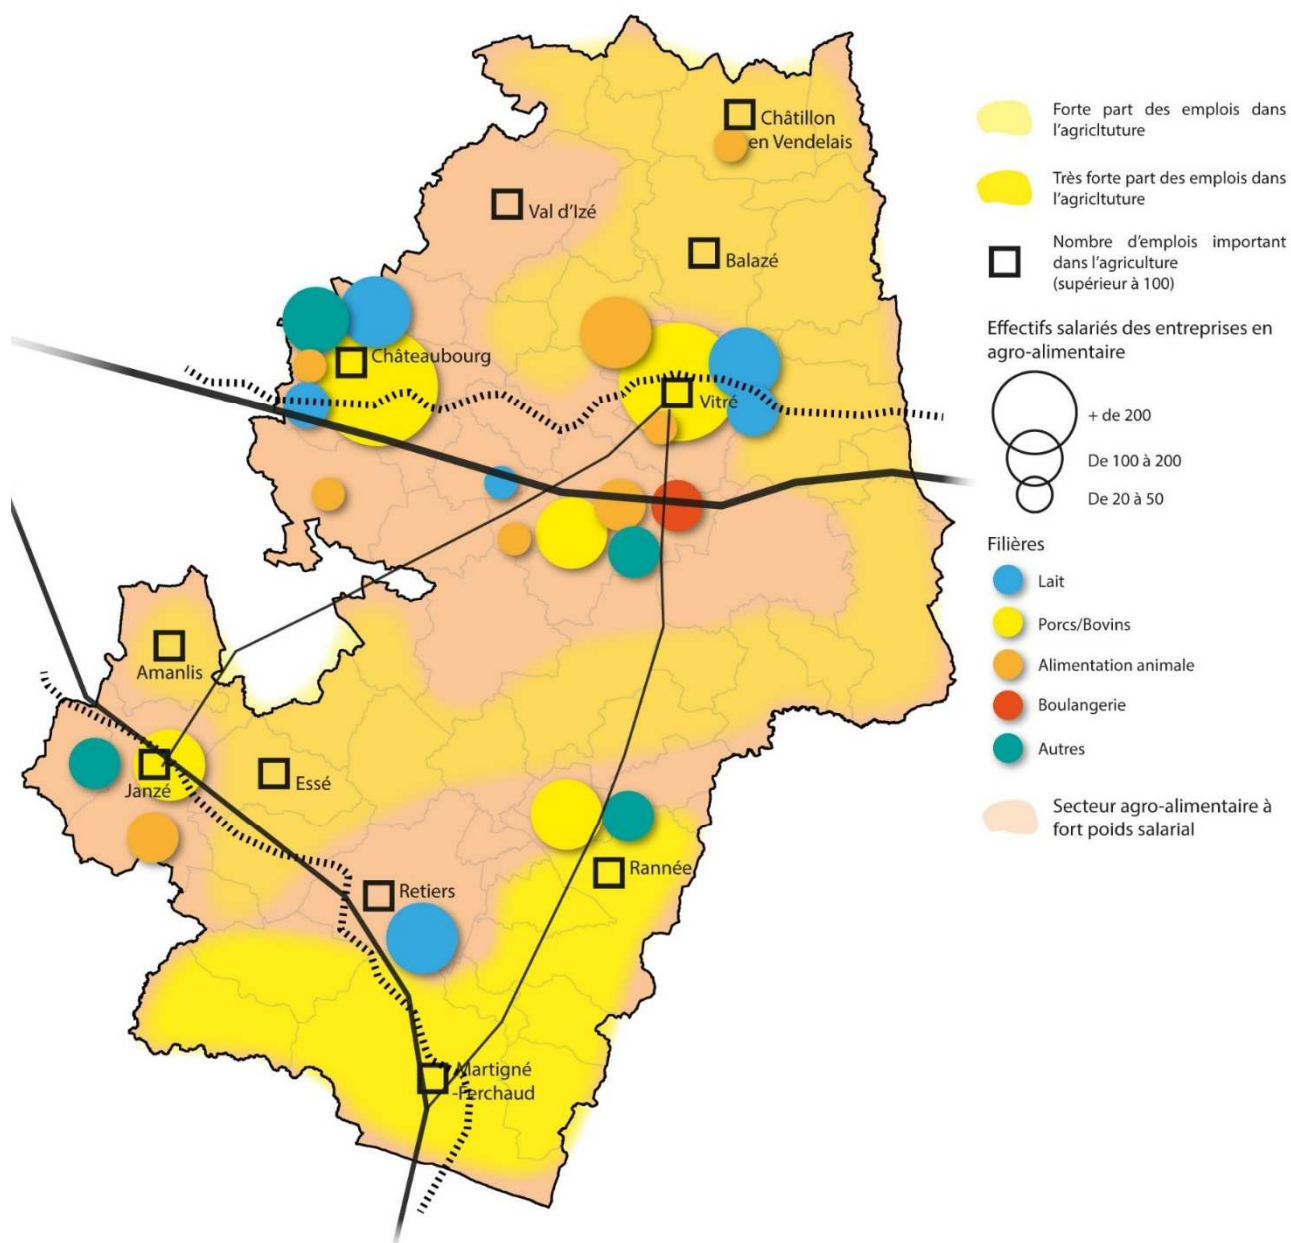 Châtillon
en Vendelais
Val d'Izé
Balazé
Châteaubourg
Vitré
Amanlis
Janzé
Essé
Retiers
Rannée
Martigné
-Ferchaud
Forte part des emplois dans
l'agricltuture
Très forte part des emplois dans
l'agricltuture
Nombre d'emplois important
dans l'agriculture
(supérieur à 100)
Effectifs salariés des entreprises en
agro-alimentaire
+ de 200
De 100 à 200
De 20 à 50
Filières
Lait
Porcs/Bovins
Alimentation animale
Boulangerie
Autres
Secteur agro-alimentaire à
fort poids salarial